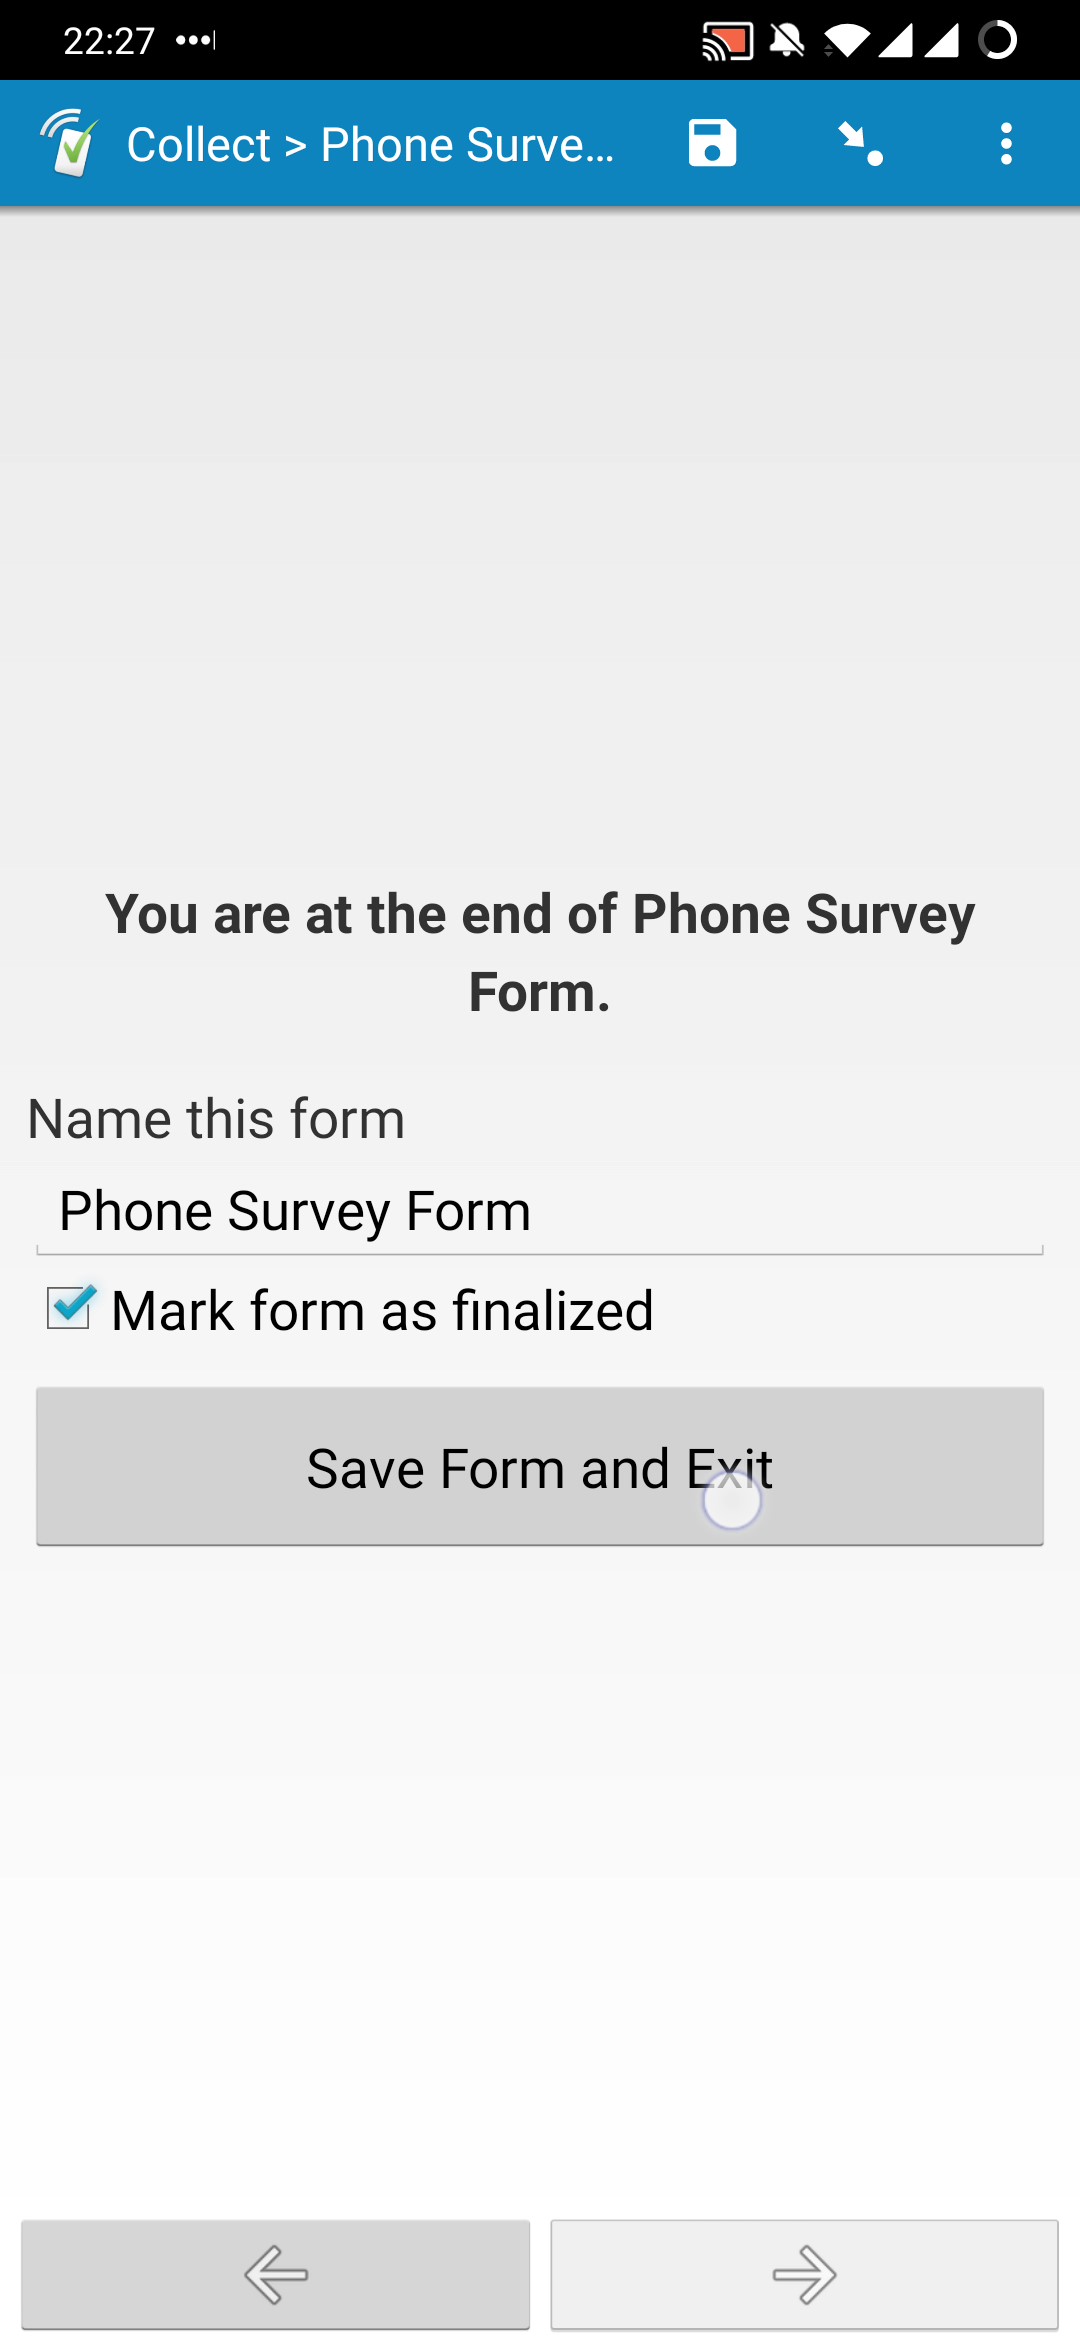 22:27
Collect > Phone Surve...
You are at the end of Phone Survey
Form.
Name this form
Phone Survey Form
Mark form as finalized
Save Form and Exit